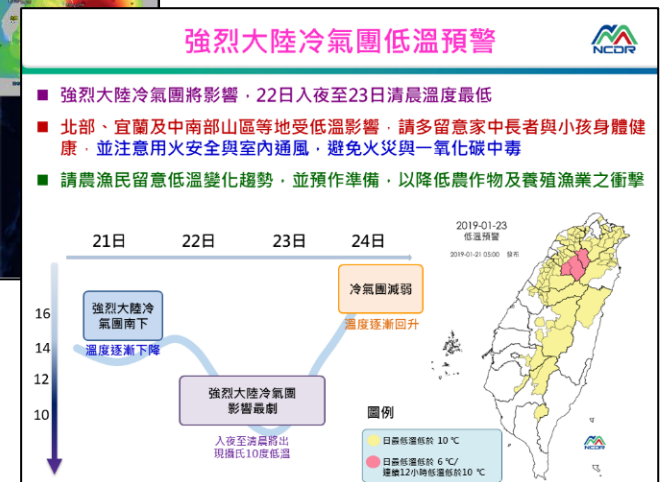 強烈大陸冷氣團低溫預警
NCDR
■ 強烈大陸冷氣團將影響，22日入夜至23日清晨溫度最低
■ 北部、宜蘭及中南部山區等地受低溫影響，請多留意家中長者與小孩身體健
康，並注意用火安全與室內通風，避免火災與一氧化碳中毒
■ 請農漁民留意低溫變化趨勢，並預作準備，以降低農作物及養殖漁業之衝擊
21日 22日 23日 24日
2019-01-23
低溫預警
2019-01-21 05:00 發布
16
14
12
10
強烈大陸冷
氣團南下
溫度逐漸下降
強烈大陸冷氣團
影響最劇
入夜至清晨將出
現攝氏10度低溫
冷氣團減弱
溫度逐漸回升
圖例
日最低溫低於 10 ℃
日最低溫低於 6 ℃/
連續12小時低溫低於10 ℃